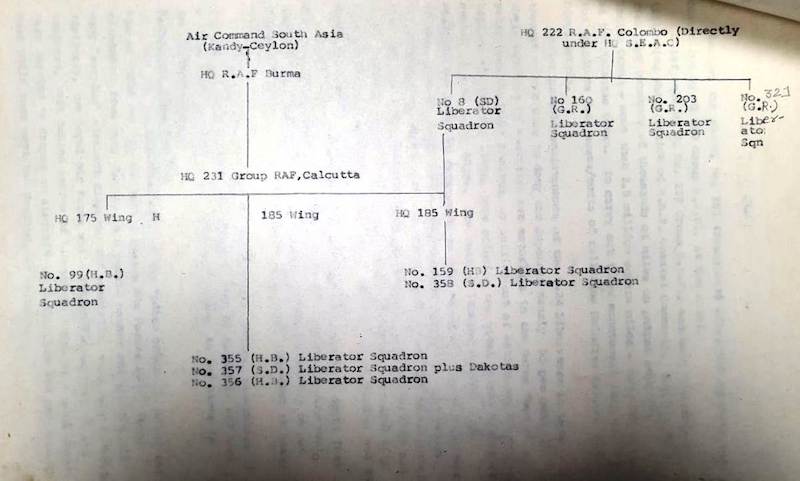 Air Command South Asia
(Kandy-Ceylon)
HQ R.A.F Burma
HQ 222 R.A.F. Colombo (Directly
under HQ S.E.A.C)
No 8 (SD)
Liberator
Squadron
No 160
(G.R.)
Liberator
Squadron
No. 203
(G.R.)
Liberator
Squadron
No. 321
(G.R.)
Liber-
ator
Sqn
HQ 231 Group RAF,Calcutta
HQ 175 Wing . H
185 Wing
HQ 185 Wing
No. 99(H.B.)
Liberator
Squadron
No. 159 (HB) Liberator Squadron
No. 358 (S.D.) Liberator Squadron
No. 355 (H.B.) Liberator Squadron
No. 357 (S.D.) Liberator Squadron plus Dakotas
No. 356 (H.B.) Liberator Squadron